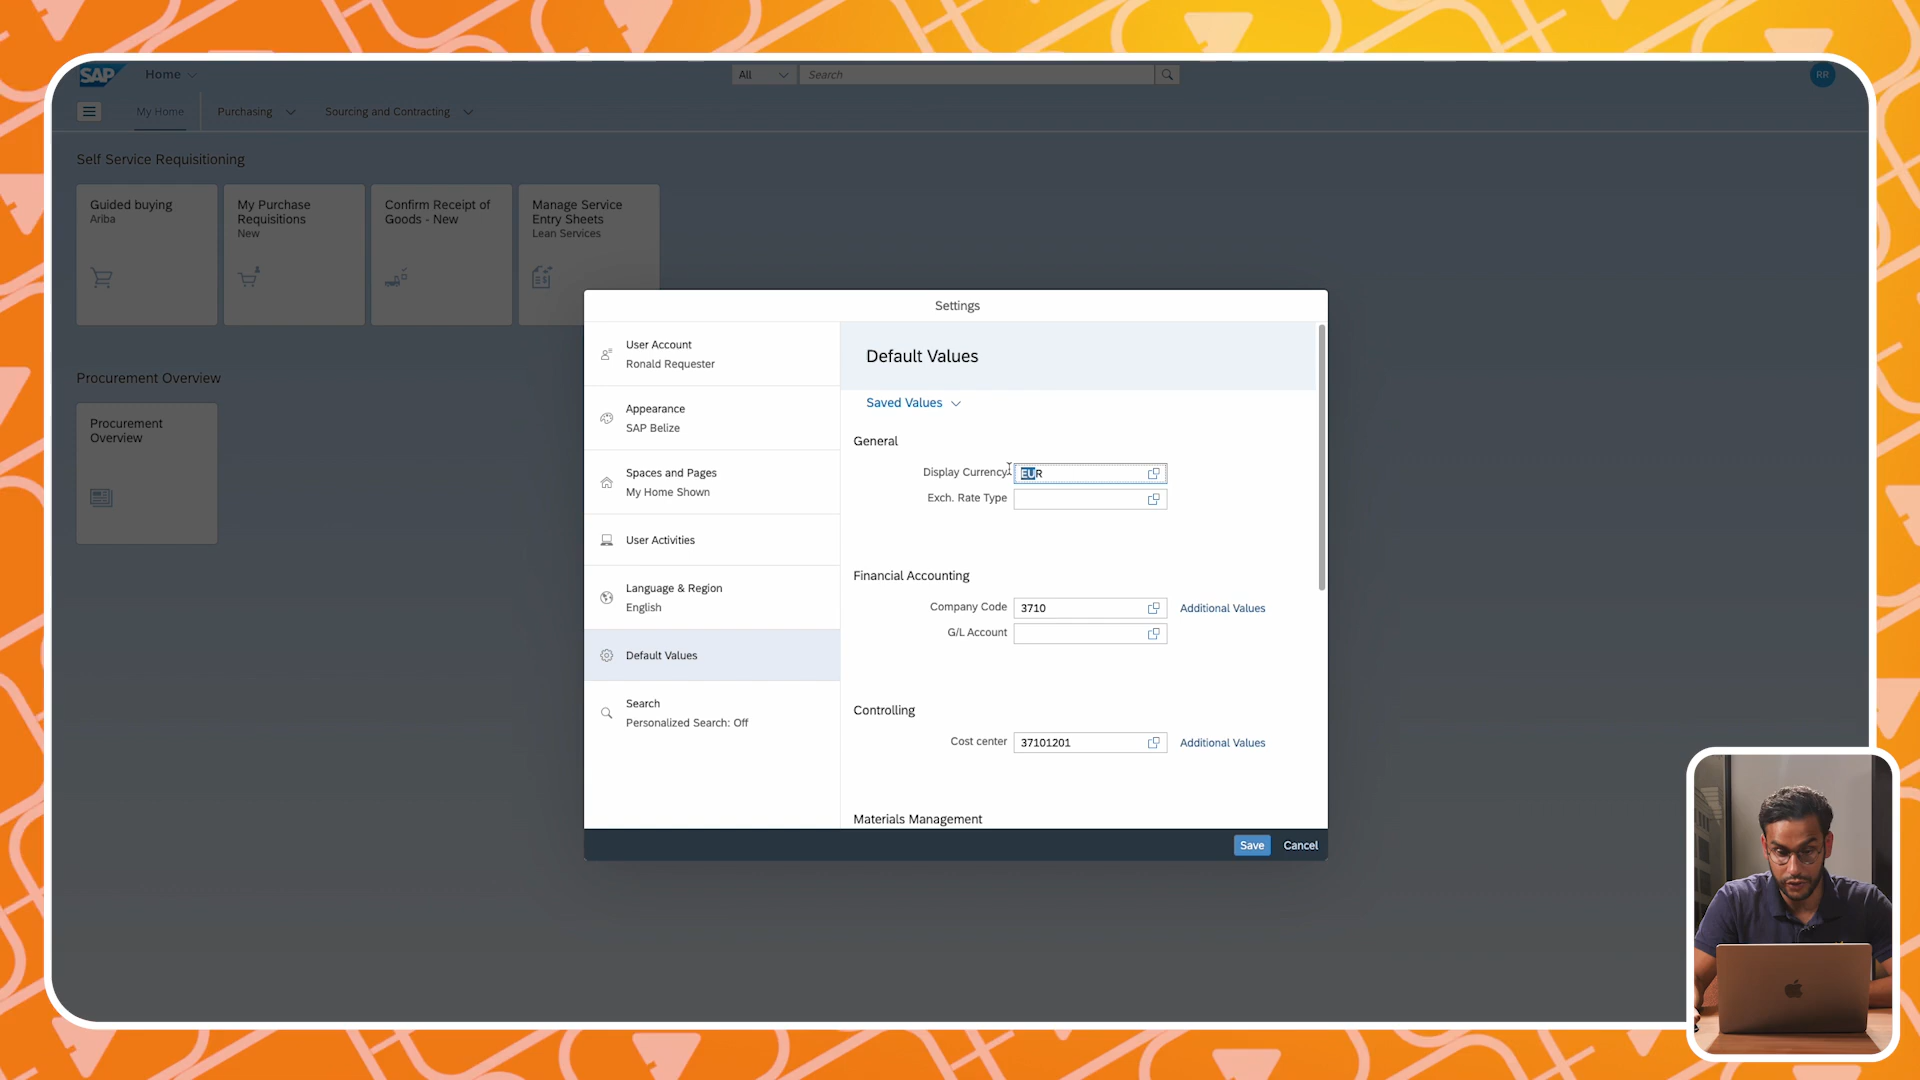 SAP
Home
All
Search
RR
My Home
Purchasing
Sourcing and Contracting
Self Service Requisitioning
Guided buying
Ariba
My Purchase
Requisitions
New
Confirm Receipt of
Goods - New
Manage Service
Entry Sheets
Lean Services
Procurement Overview
Procurement
Overview
Settings
User Account
Ronald Requester
Appearance
SAP Belize
Spaces and Pages
My Home Shown
User Activities
Language & Region
English
Default Values
Search
Personalized Search: Off
Default Values
Saved Values
General
Display Currency EUR
Exch. Rate Type
Financial Accounting
Company Code 3710 Additional Values
G/L Account
Controlling
Cost center 37101201 Additional Values
Materials Management
Save Cancel